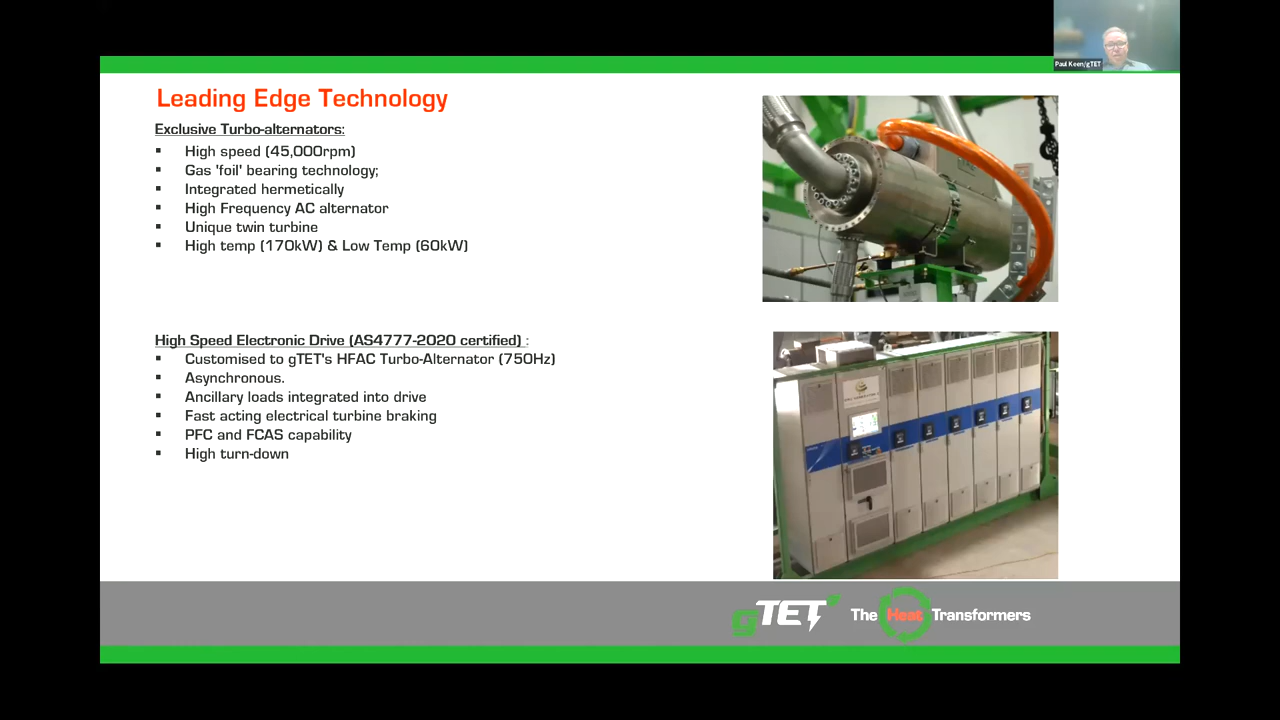 Paul Keen/gTET
Leading Edge Technology
Exclusive Turbo-alternators:
▪ High speed (45,000rpm)
▪ Gas 'foil' bearing technology;
▪ Integrated hermetically
▪ High Frequency AC alternator
▪ Unique twin turbine
▪ High temp (170kW) & Low Temp (60kW)
High Speed Electronic Drive (AS4777-2020 certified) :
▪ Customised to gTET's HFAC Turbo-Alternator (750Hz)
▪ Asynchronous.
▪ Ancillary loads integrated into drive
▪ Fast acting electrical turbine braking
▪ PFC and FCAS capability
▪ High turn-down
gTET
The Heat Transformers